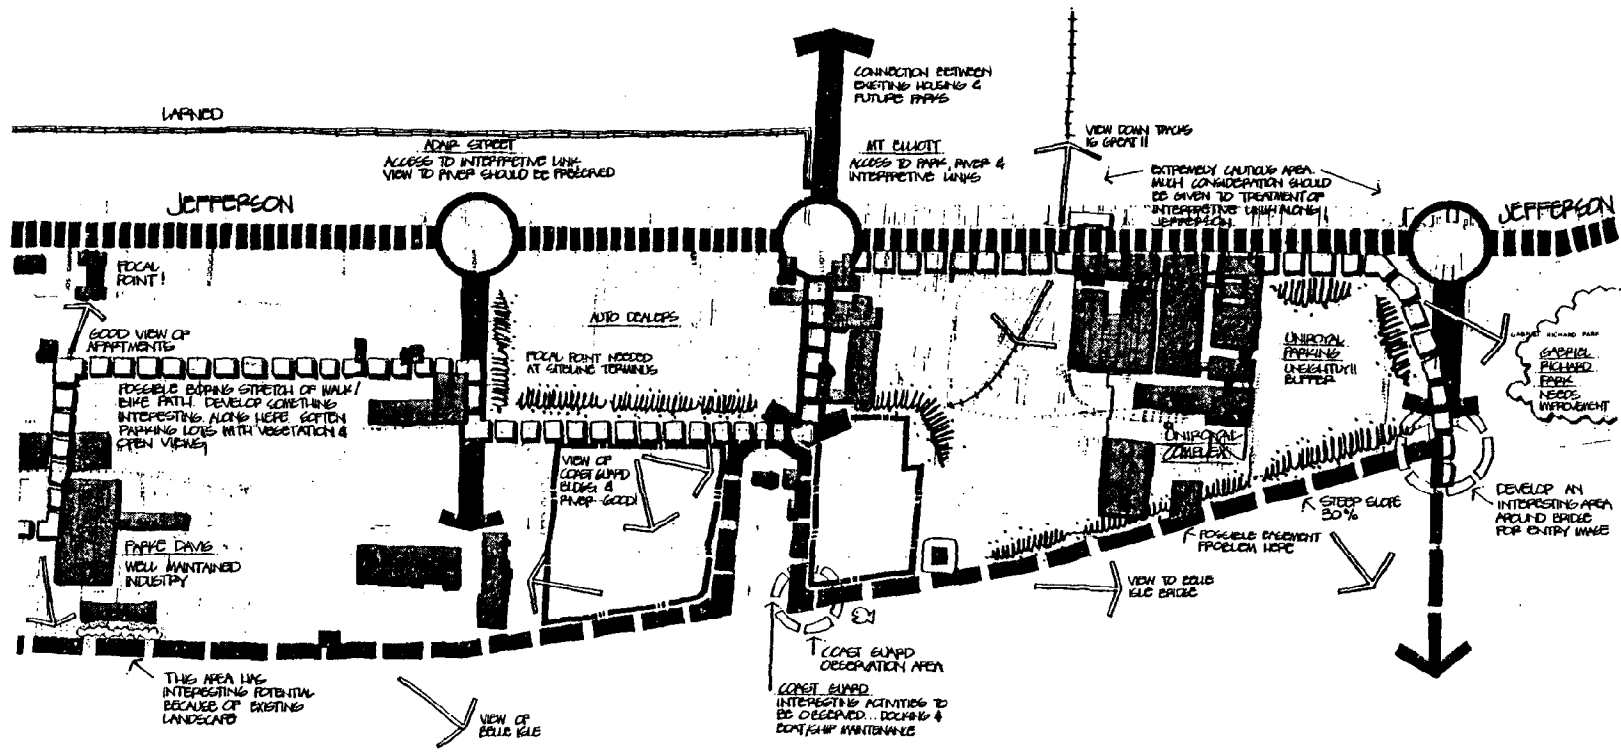 LARNED
CONNECTION BETWEEN
EXISTING HOUSING &
FUTURE PARKS
ADAIR STREET
ACCESS TO INTERPRETIVE LINK
VIEW TO RIVER SHOULD BE PRESERVED
MT ELLIOTT
ACCESS TO PARK, RIVER &
INTERPRETIVE LINKS
VIEW DOWN TRACKS
IS GREAT!!
EXTREMELY CAUTIOUS AREA.
MUCH CONSIDERATION SHOULD
BE GIVEN TO TREATMENT OF
INTERPRETIVE LINK ALONG
JEFFERSON
JEFFERSON
JEFFERSON
FOCAL
POINT!
GOOD VIEW OF
APARTMENTS
AUTO DEALERS
FOCAL POINT NEEDED
AT SITELINE TERMINUS
POSSIBLE BORING STRETCH OF WALK/
BIKE PATH. DEVELOP SOMETHING
INTERESTING ALONG HERE. SOFTEN
PARKING LOTS WITH VEGETATION &
OPEN VIEWS,
UNIROYAL
PARKING
UNSIGHTLY!!
BUFFER
GABRIEL RICHARD PARK
GABRIEL
RICHARD
PARK
NEEDS
IMPROVEMENT
VIEW OF
COAST GUARD
BLDGS. &
RIVER-GOOD!
UNIROYAL
COMPLEX
PARKE DAVIS
WELL MAINTAINED
INDUSTRY
STEEP SLOPE
30%
POSSIBLE EASEMENT
PROBLEM HERE
DEVELOP AN
INTERESTING AREA
AROUND BRIDGE
FOR ENTRY IMAGE
VIEW TO BELLE
ISLE BRIDGE
THIS AREA HAS
INTERESTING POTENTIAL
BECAUSE OF EXISTING
LANDSCAPE
VIEW OF
BELLE ISLE
COAST GUARD
OBSERVATION AREA
COAST GUARD
INTERESTING ACTIVITIES TO
BE OBSERVED... DOCKING &
BOAT/SHIP MAINTENANCE